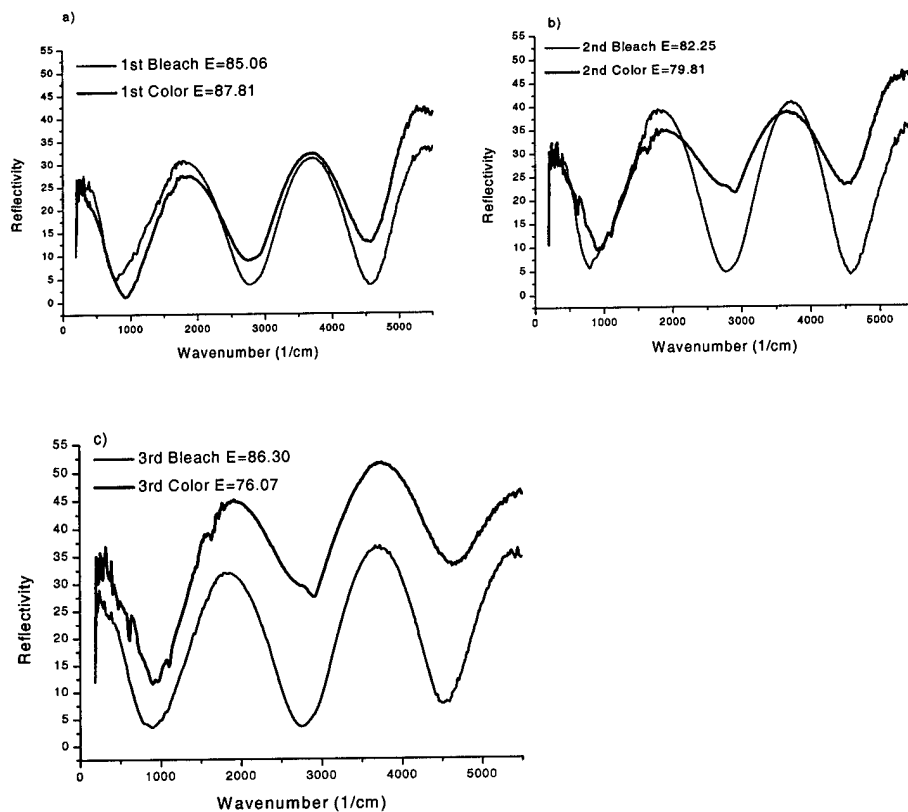 a)
1st Bleach E=85.06
1st Color E=87.81
55
50
45
40
35
30
25
20
15
10
5
0
Reflectivity
0 1000 2000 3000 4000 5000
Wavenumber (1/cm)
b)
2nd Bleach E=82.25
2nd Color E=79.81
55
50
45
40
35
30
25
20
15
10
5
0
Reflectivity
0 1000 2000 3000 4000 5000
Wavenumber (1/cm)
c)
3rd Bleach E=86.30
3rd Color E=76.07
55
50
45
40
35
30
25
20
15
10
5
0
Reflectivity
0 1000 2000 3000 4000 5000
Wavenumber (1/cm)